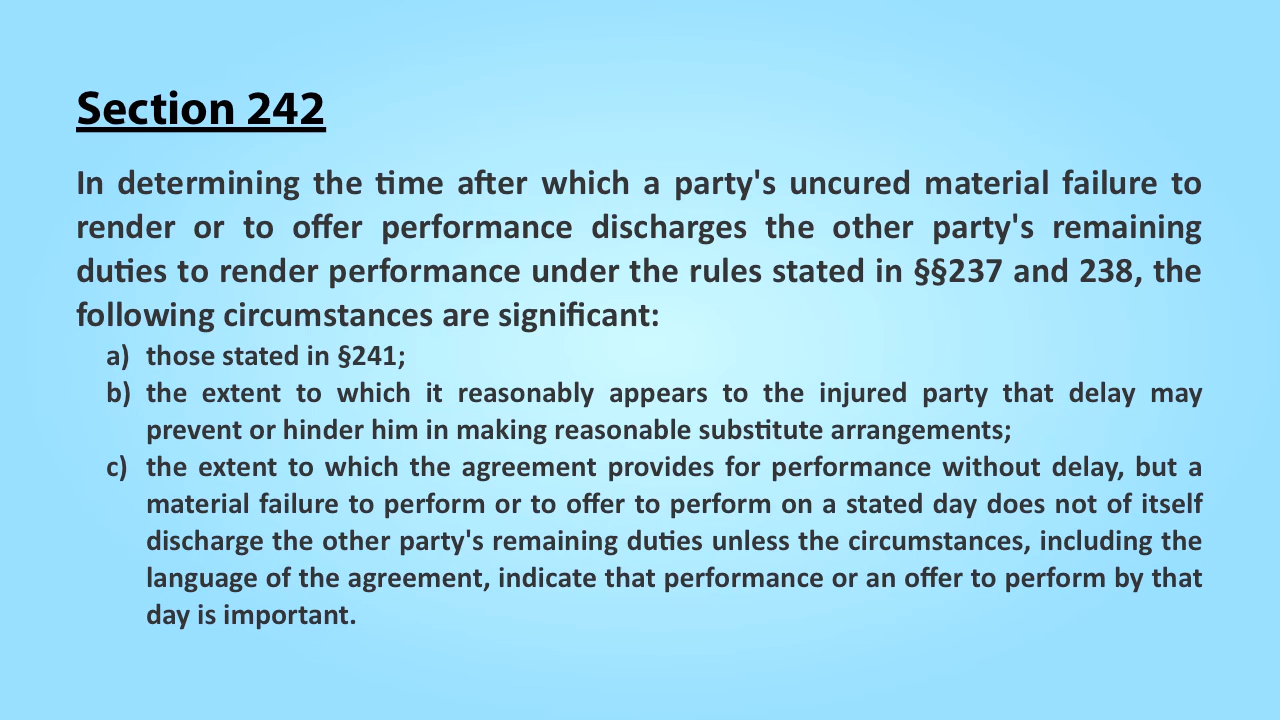 Section 242
In determining the time after which a party's uncured material failure to
render or to offer performance discharges the other party's remaining
duties to render performance under the rules stated in §§237 and 238, the
following circumstances are significant:
a) those stated in §241;
b) the extent to which it reasonably appears to the injured party that delay may
prevent or hinder him in making reasonable substitute arrangements;
c) the extent to which the agreement provides for performance without delay, but a
material failure to perform or to offer to perform on a stated day does not of itself
discharge the other party's remaining duties unless the circumstances, including the
language of the agreement, indicate that performance or an offer to perform by that
day is important.